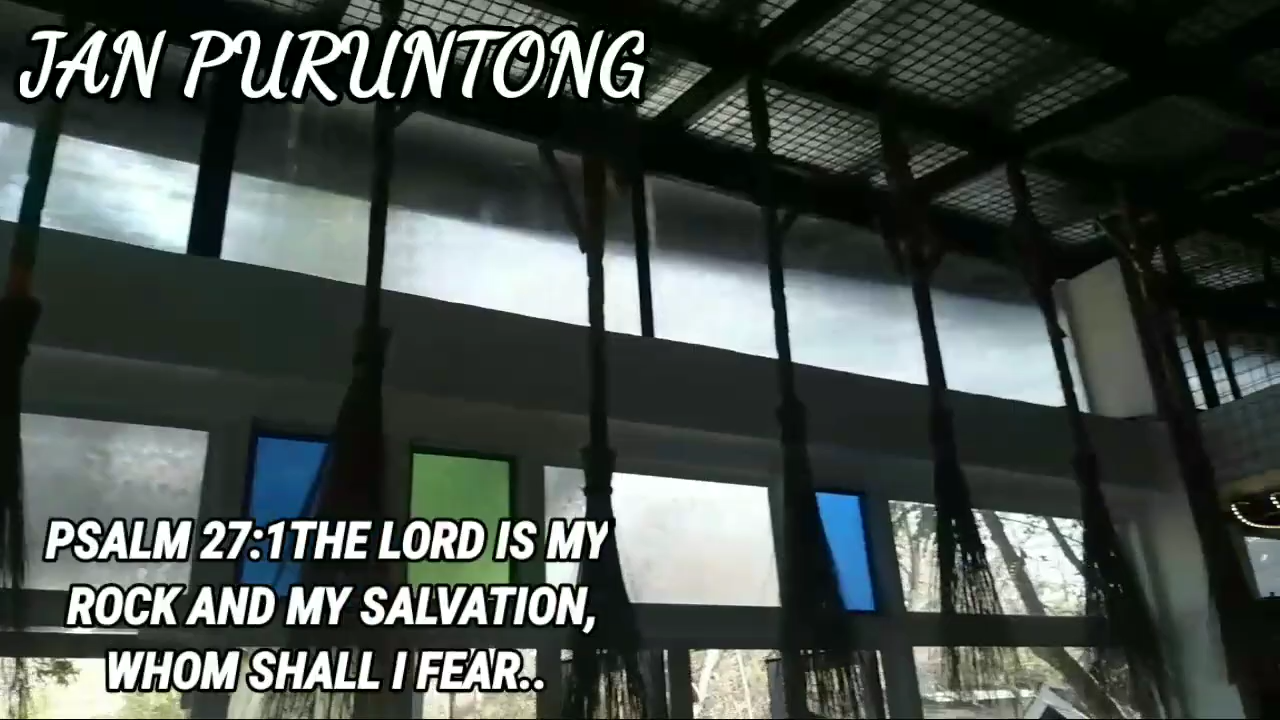 JAN PURUNTONG
PSALM 27:1THE LORD IS MY
ROCK AND MY SALVATION,
WHOM SHALL I FEAR..